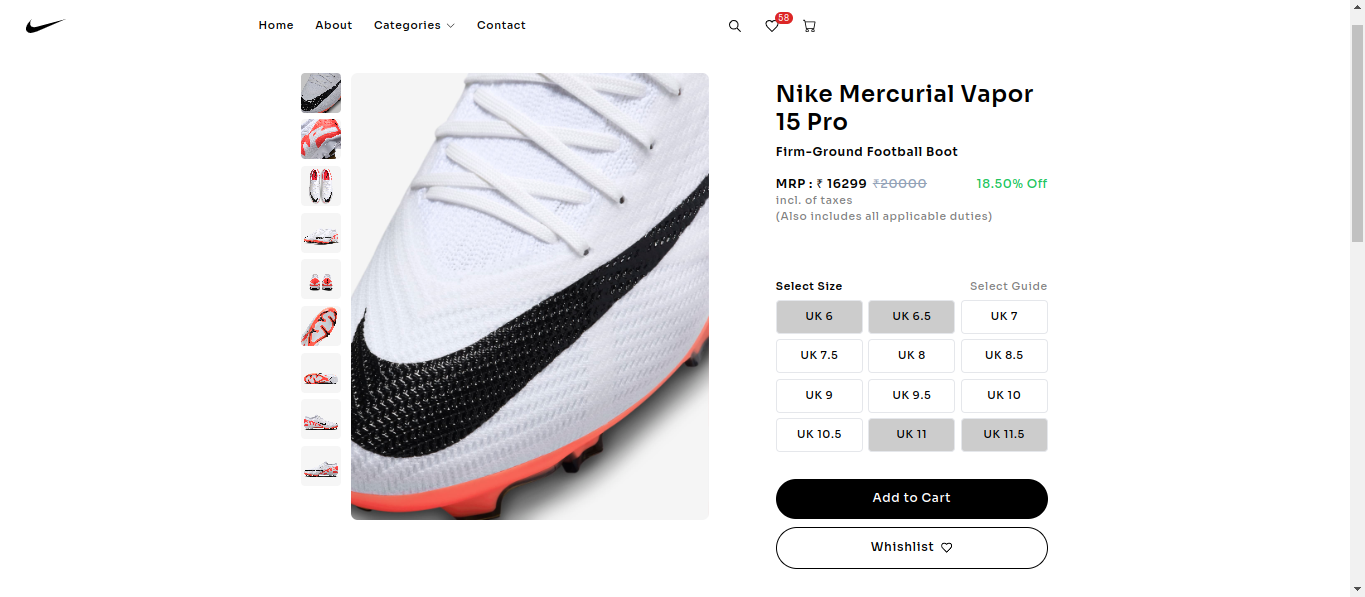 Home About Categories Contact 58
Nike Mercurial Vapor
15 Pro
Firm-Ground Football Boot
MRP : ₹ 16299 ₹20000 18.50% Off
incl. of taxes
(Also includes all applicable duties)
Select Size Select Guide
UK 6 UK 6.5 UK 7
UK 7.5 UK 8 UK 8.5
UK 9 UK 9.5 UK 10
UK 10.5 UK 11 UK 11.5
Add to Cart
Whishlist